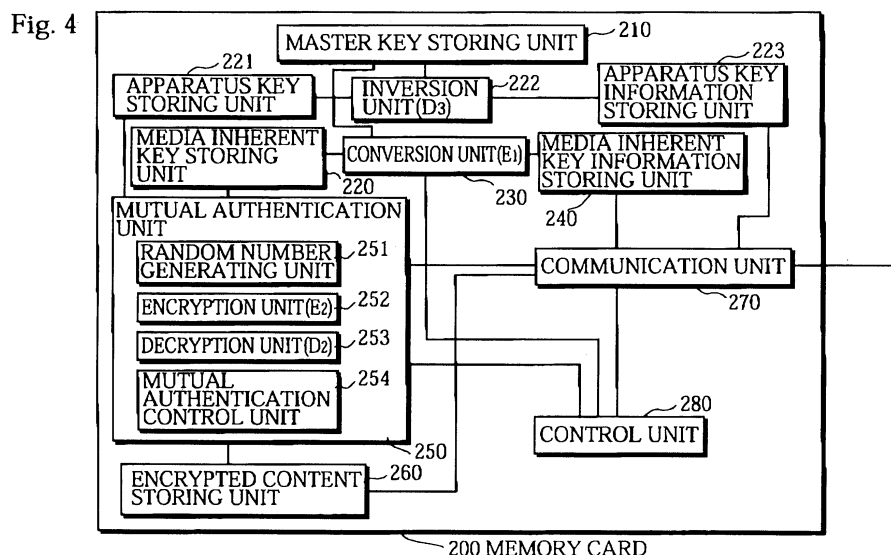 Fig. 4
MASTER KEY STORING UNIT
210
221
APPARATUS KEY
STORING UNIT
222
INVERSION
UNIT(D3)
223
APPARATUS KEY
INFORMATION
STORING UNIT
MEDIA INHERENT
KEY STORING
UNIT
220
CONVERSION UNIT(E1)
230
MEDIA INHERENT
KEY INFORMATION
STORING UNIT
240
MUTUAL AUTHENTICATION
UNIT
RANDOM NUMBER
GENERATING UNIT
251
ENCRYPTION UNIT(E2)
252
DECRYPTION UNIT(D2)
253
MUTUAL
AUTHENTICATION
CONTROL UNIT
254
250
COMMUNICATION UNIT
270
CONTROL UNIT
280
ENCRYPTED CONTENT
STORING UNIT
260
200 MEMORY CARD